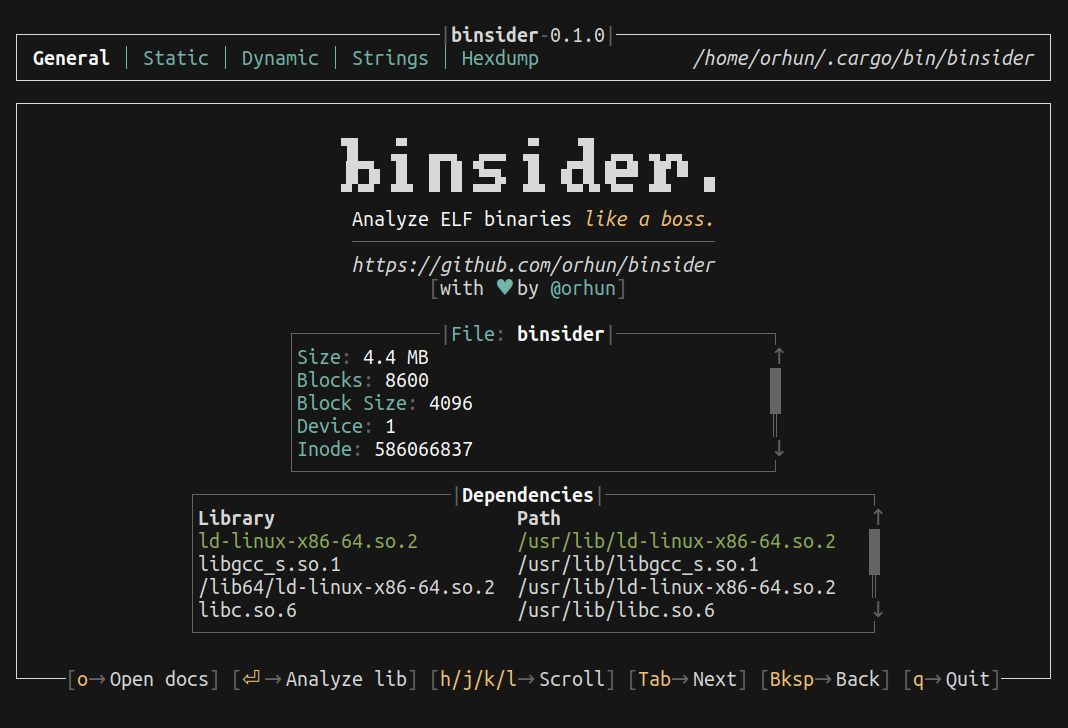 |binsider-0.1.0|
General | Static | Dynamic | Strings | Hexdump /home/orhun/.cargo/bin/binsider
binsider.
Analyze ELF binaries like a boss.
https://github.com/orhun/binsider
[with ♥ by @orhun]
|File: binsider|
Size: 4.4 MB
Blocks: 8600
Block Size: 4096
Device: 1
Inode: 586066837
|Dependencies|
Library Path
ld-linux-x86-64.so.2 /usr/lib/ld-linux-x86-64.so.2
libgcc_s.so.1 /usr/lib/libgcc_s.so.1
/lib64/ld-linux-x86-64.so.2 /usr/lib/ld-linux-x86-64.so.2
libc.so.6 /usr/lib/libc.so.6
[o→Open docs] [⏎→Analyze lib] [h/j/k/l→Scroll] [Tab→Next] [Bksp→Back] [q→Quit]